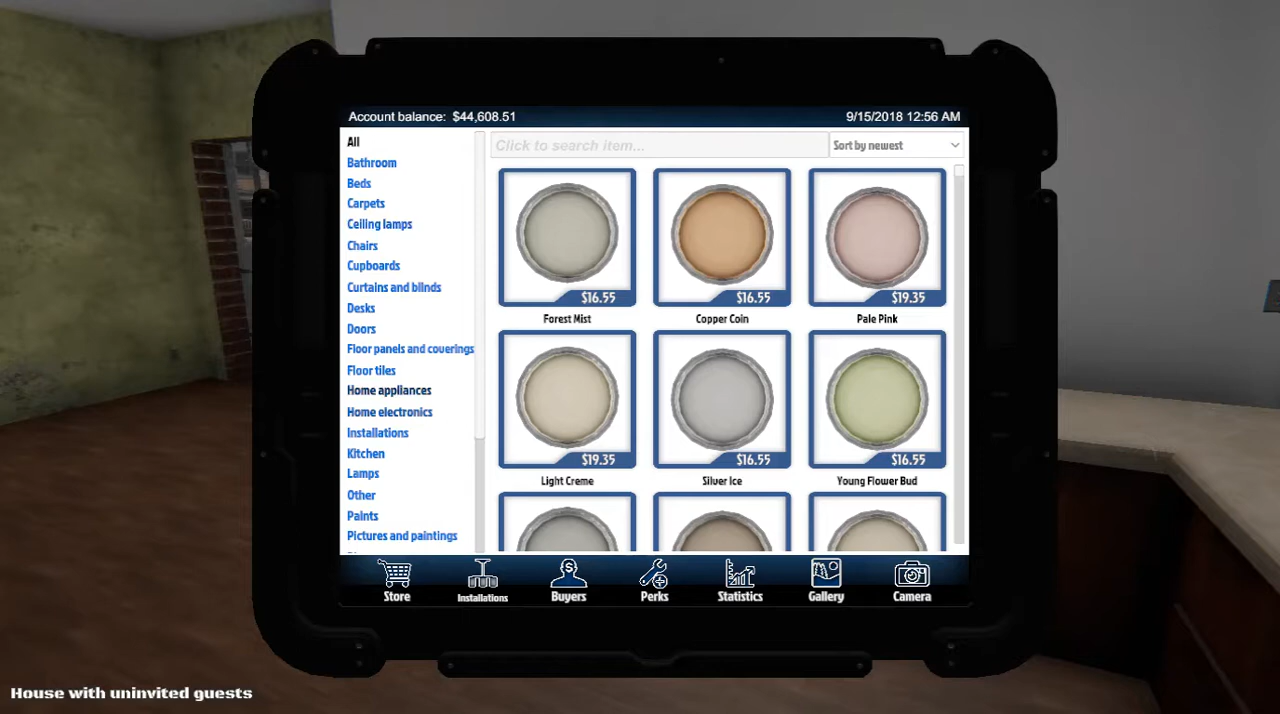 Account balance: $44,608.51
9/15/2018 12:56 AM
All
Bathroom
Beds
Carpets
Ceiling lamps
Chairs
Cupboards
Curtains and blinds
Desks
Doors
Floor panels and coverings
Floor tiles
Home appliances
Home electronics
Installations
Kitchen
Lamps
Other
Paints
Pictures and paintings
Click to search item...
Sort by newest
$16.55
$16.55
$19.35
Forest Mist
Copper Coin
Pale Pink
$19.35
$16.55
$16.55
Light Creme
Silver Ice
Young Flower Bud
Store
Installations
Buyers
Perks
Statistics
Gallery
Camera
House with uninvited guests